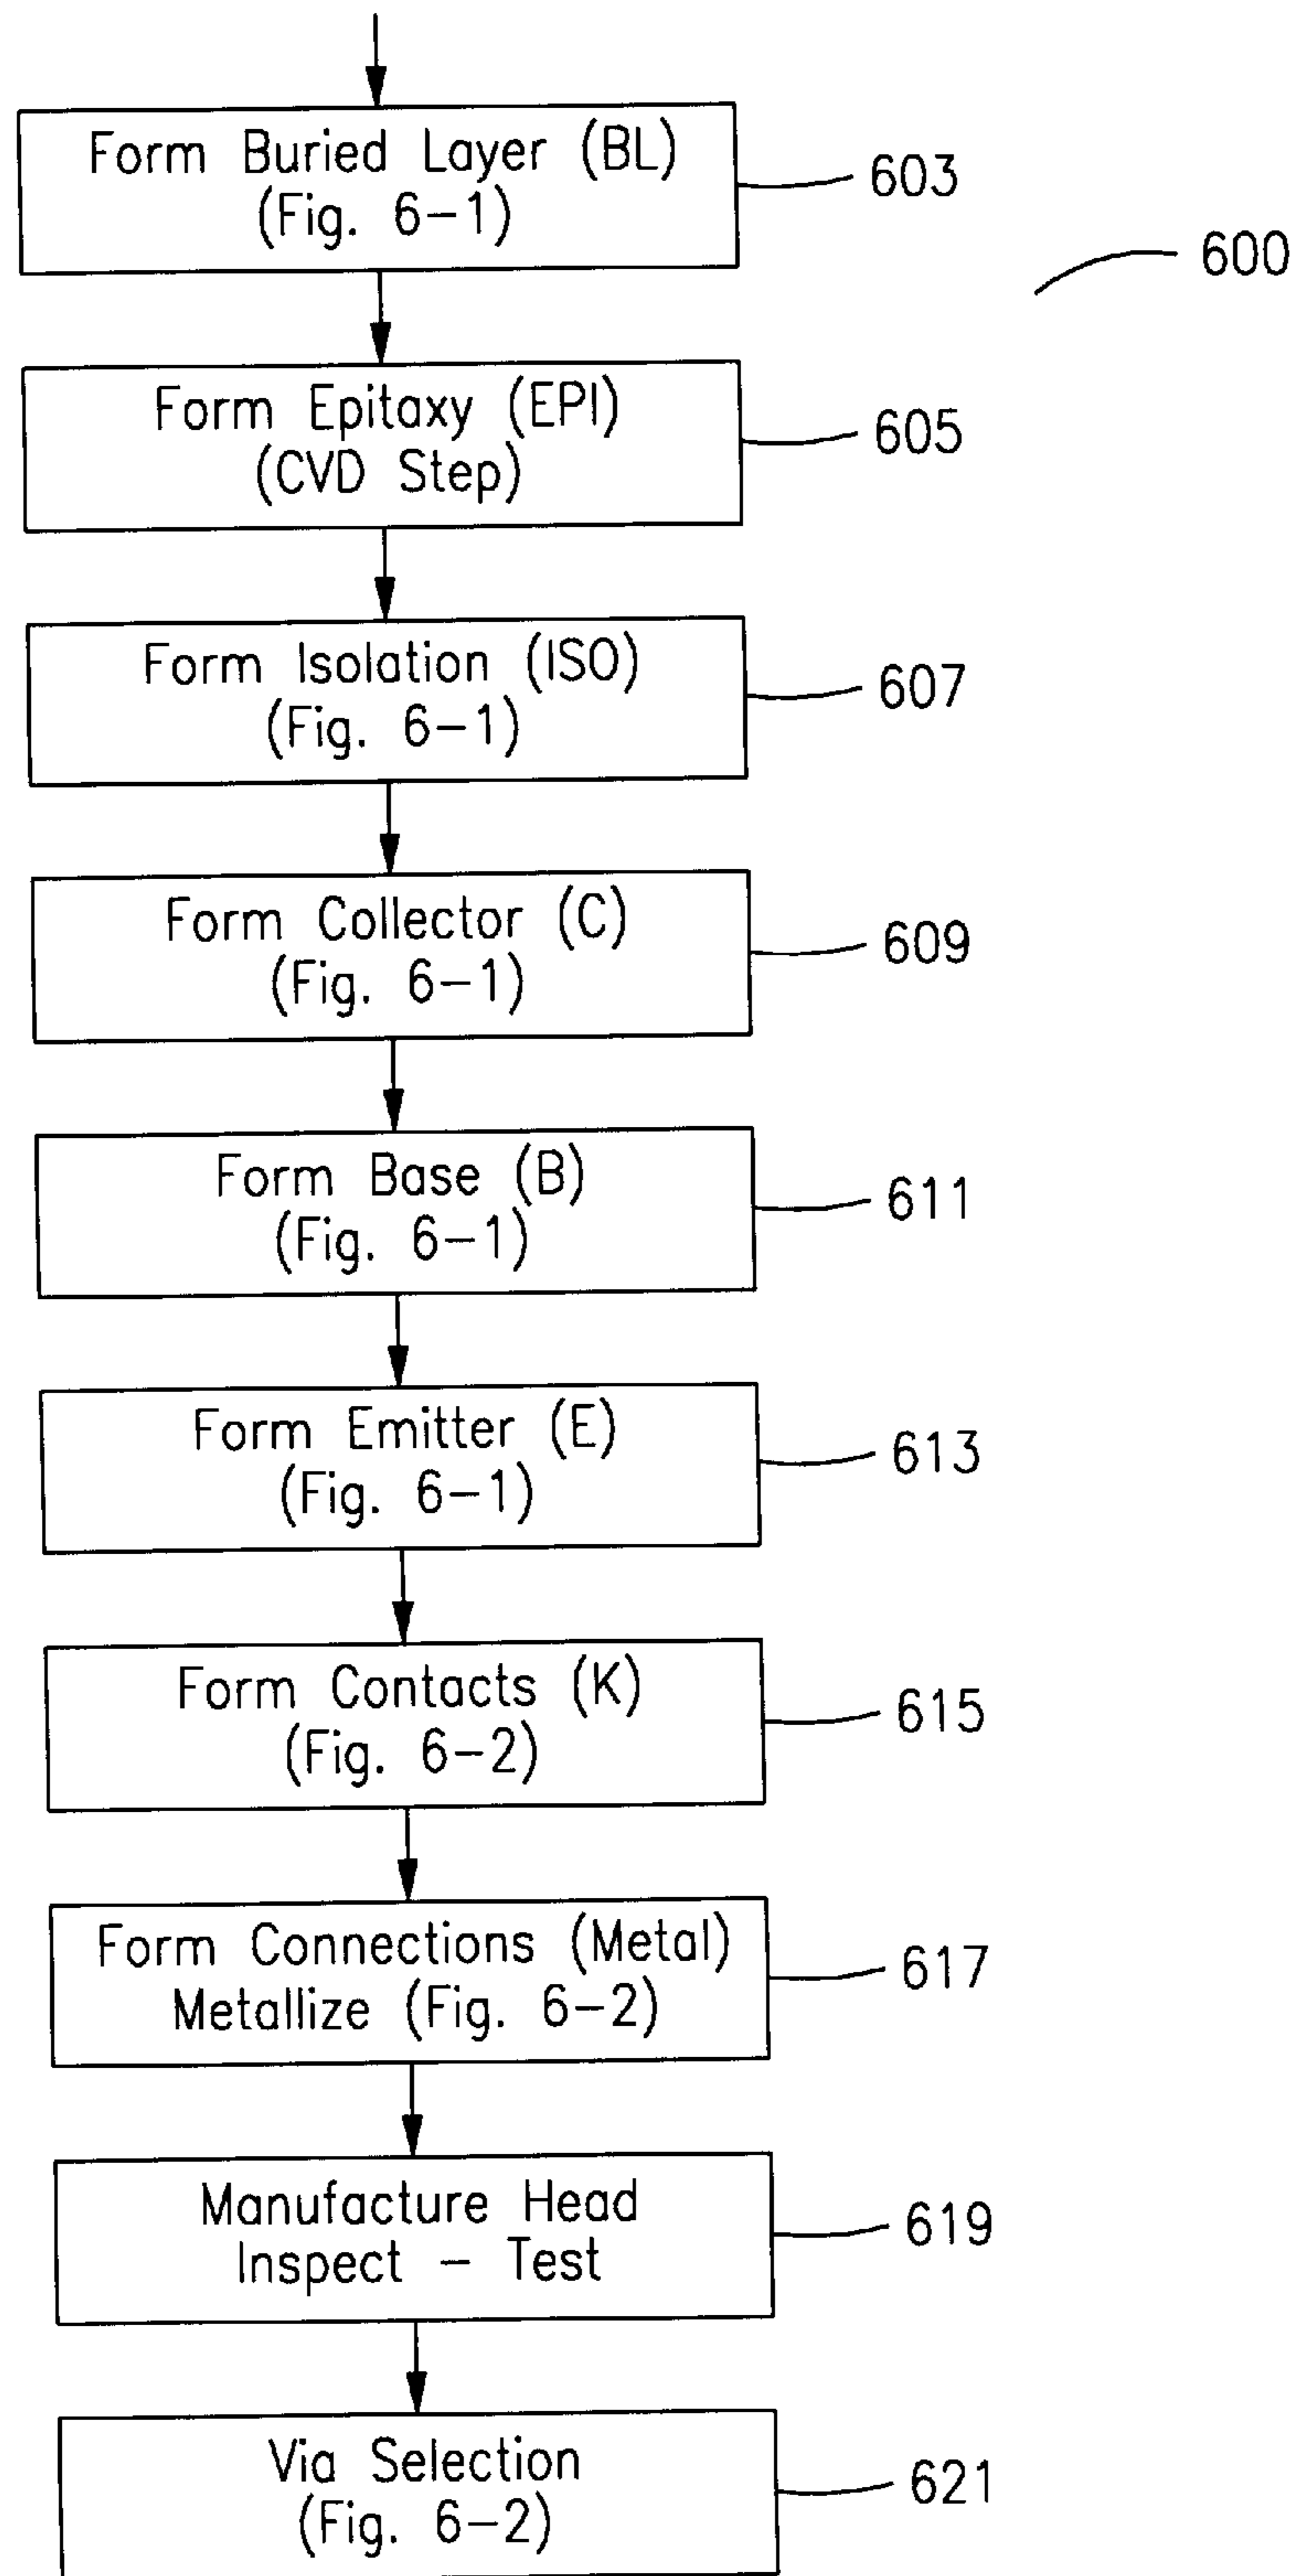 Form Buried Layer (BL)
(Fig. 6-1)
603
600
Form Epitaxy (EPI)
(CVD Step)
605
Form Isolation (ISO)
(Fig. 6-1)
607
Form Collector (C)
(Fig. 6-1)
609
Form Base (B)
(Fig. 6-1)
611
Form Emitter (E)
(Fig. 6-1)
613
Form Contacts (K)
(Fig. 6-2)
615
Form Connections (Metal)
Metallize (Fig. 6-2)
617
Manufacture Head
Inspect - Test
619
Via Selection
(Fig. 6-2)
621